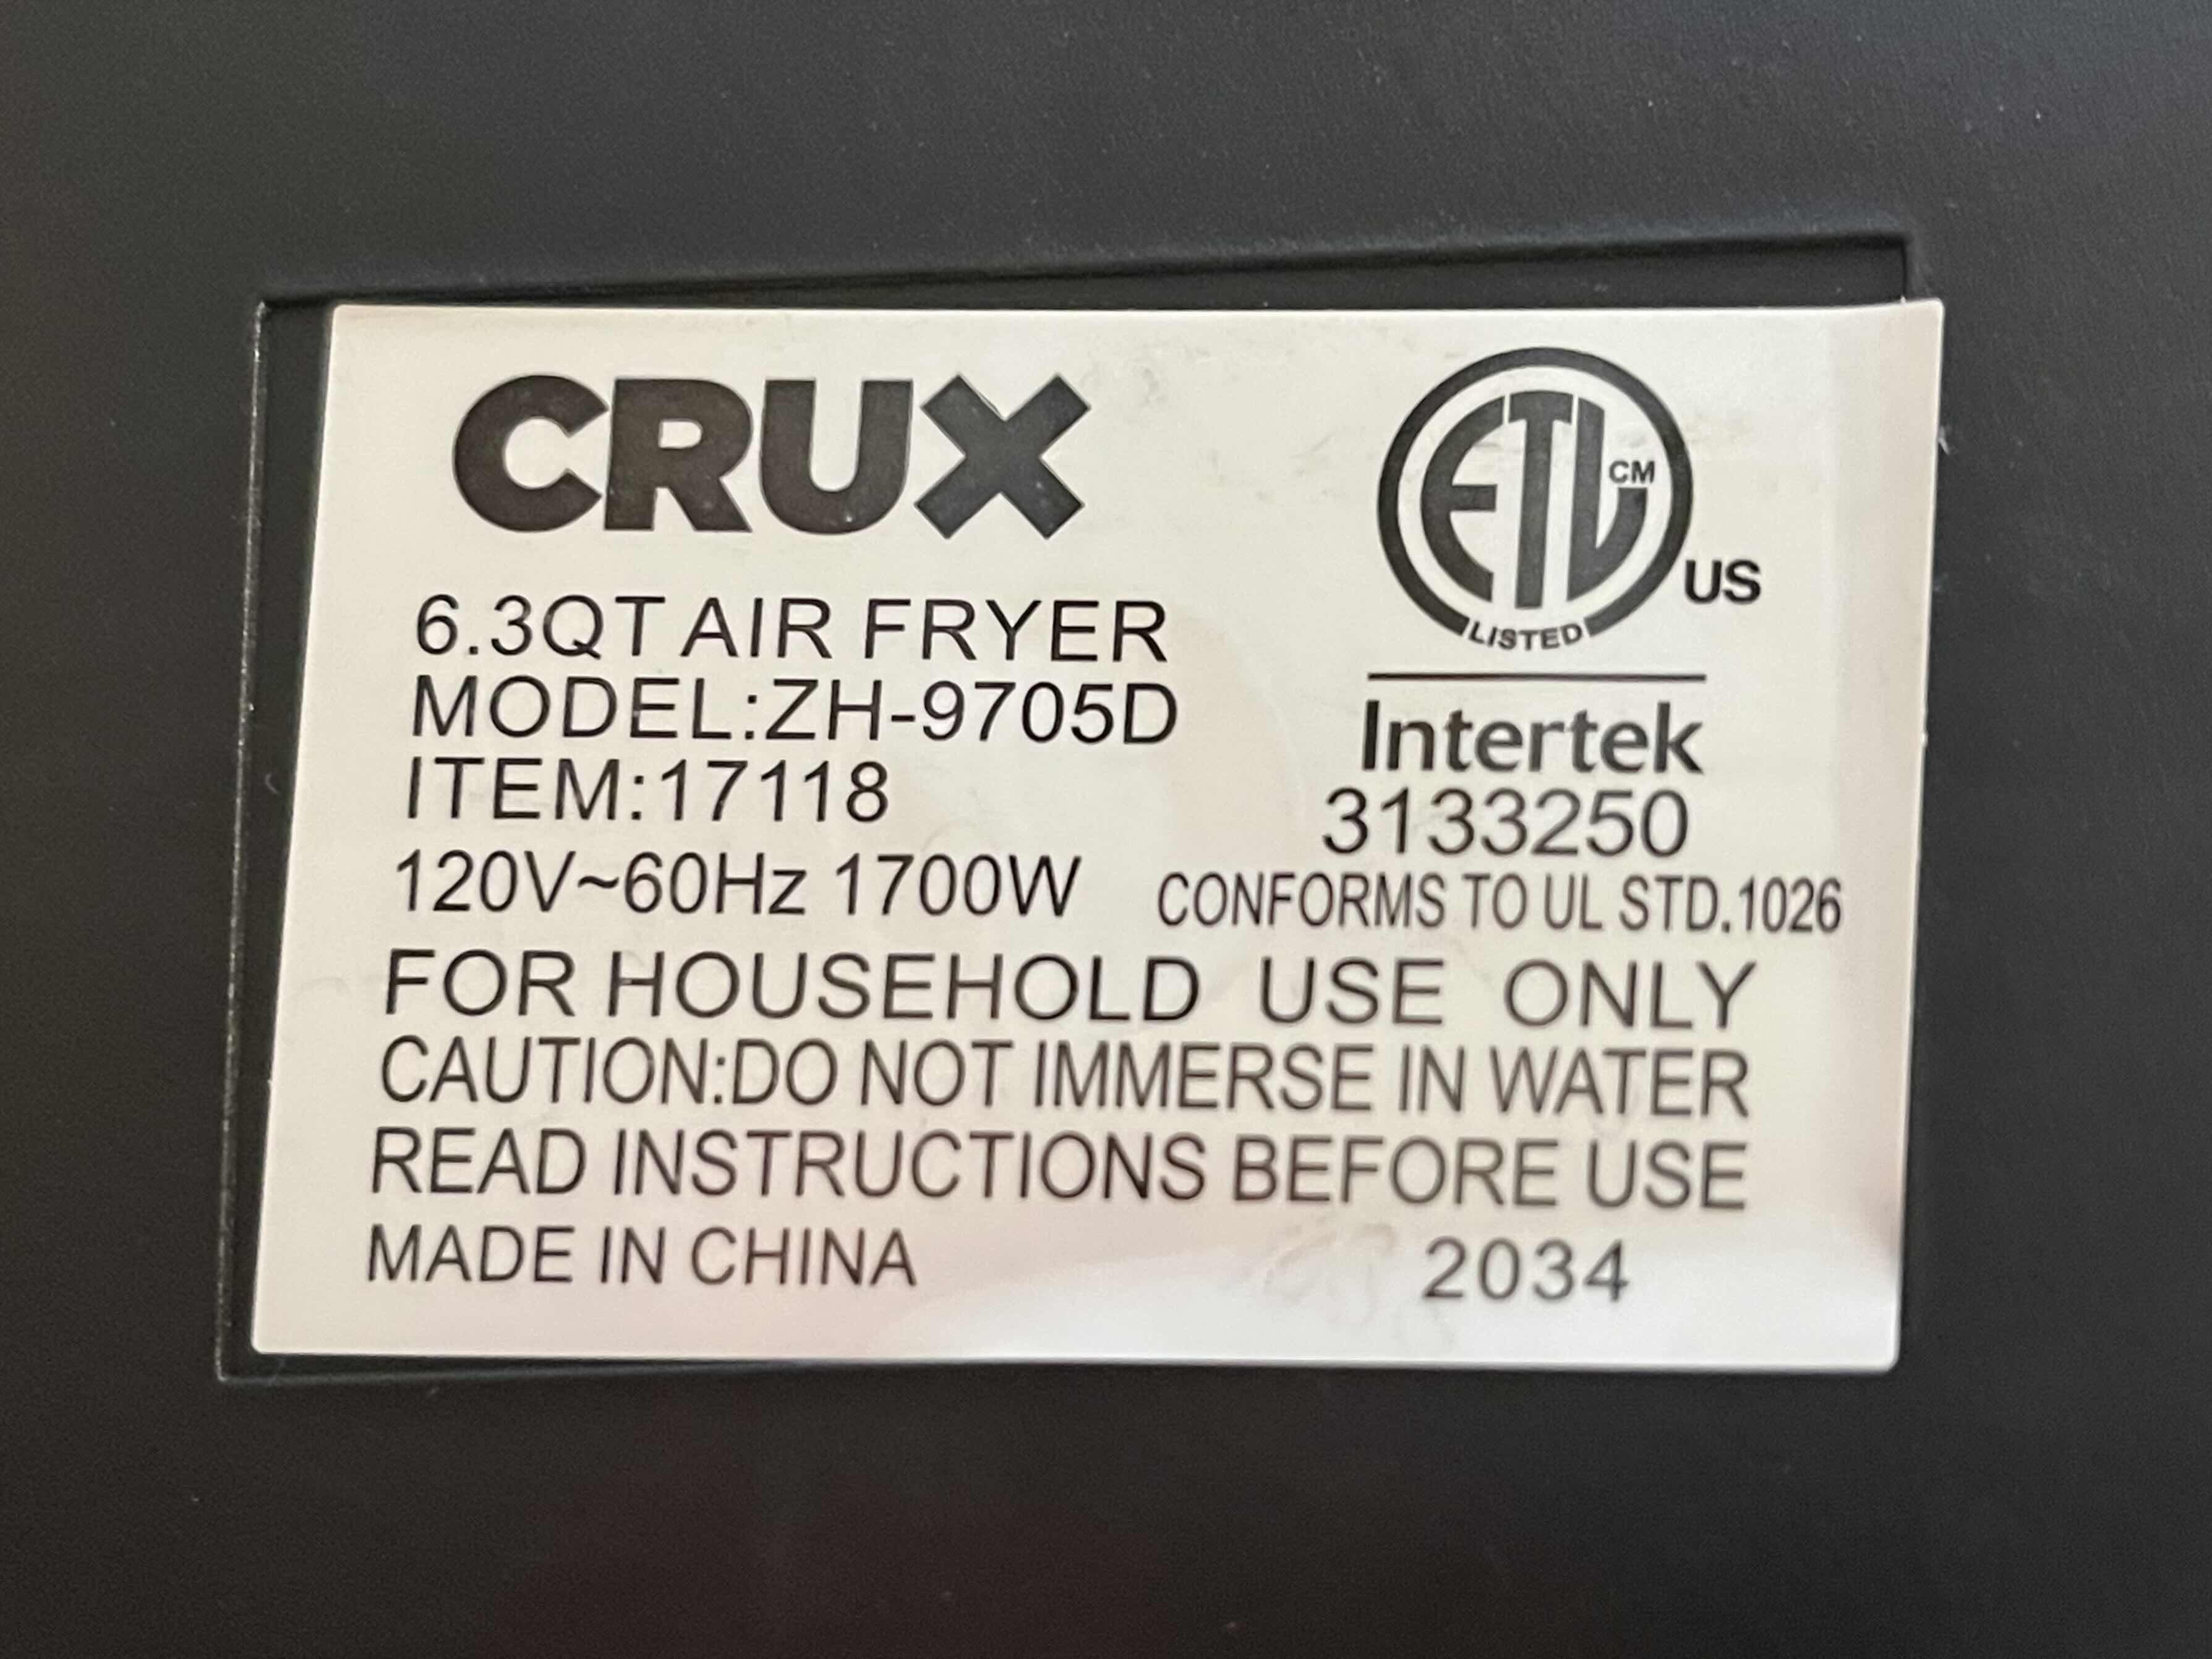 CRUX
6.3QT AIR FRYER
MODEL:ZH-9705D
ITEM:17118
120V~60Hz 1700W
ETL CM
LISTED
US
Intertek
3133250
CONFORMS TO UL STD.1026
FOR HOUSEHOLD USE ONLY
CAUTION:DO NOT IMMERSE IN WATER
READ INSTRUCTIONS BEFORE USE
MADE IN CHINA 2034